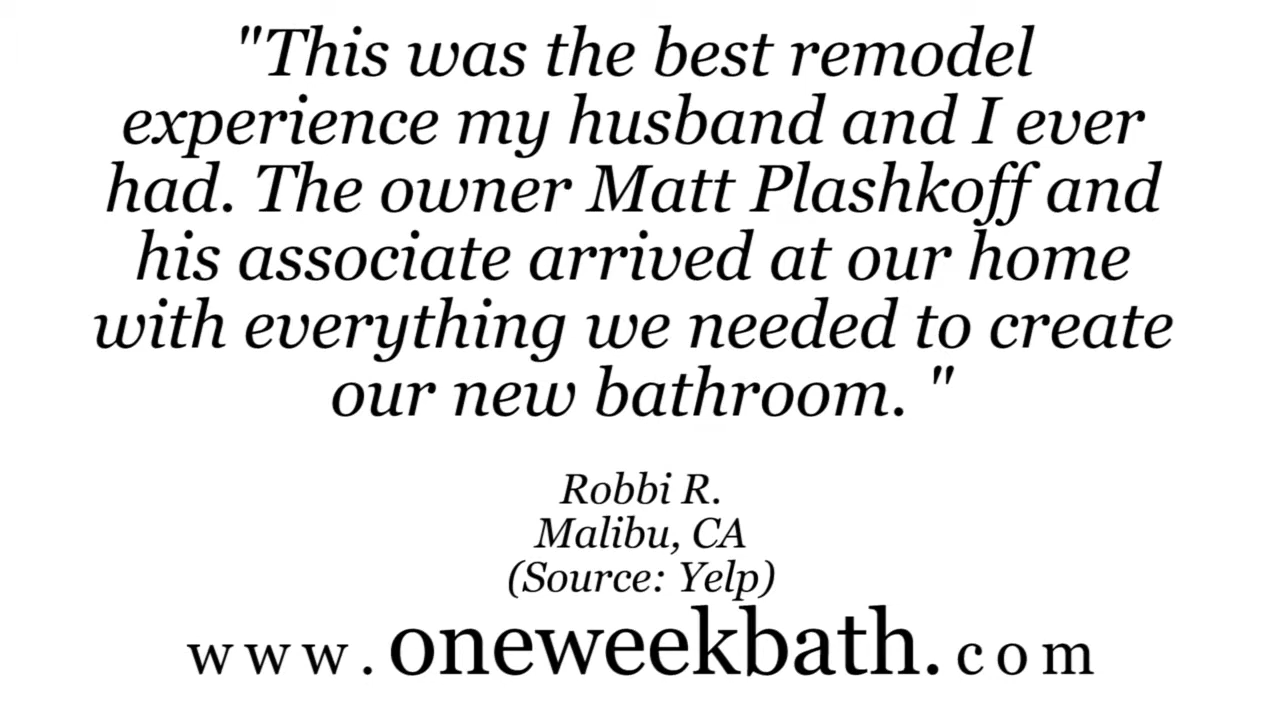 "This was the best remodel
experience my husband and I ever
had. The owner Matt Plashkoff and
his associate arrived at our home
with everything we needed to create
our new bathroom. "
Robbi R.
Malibu, CA
(Source: Yelp)
www.oneweekbath.com